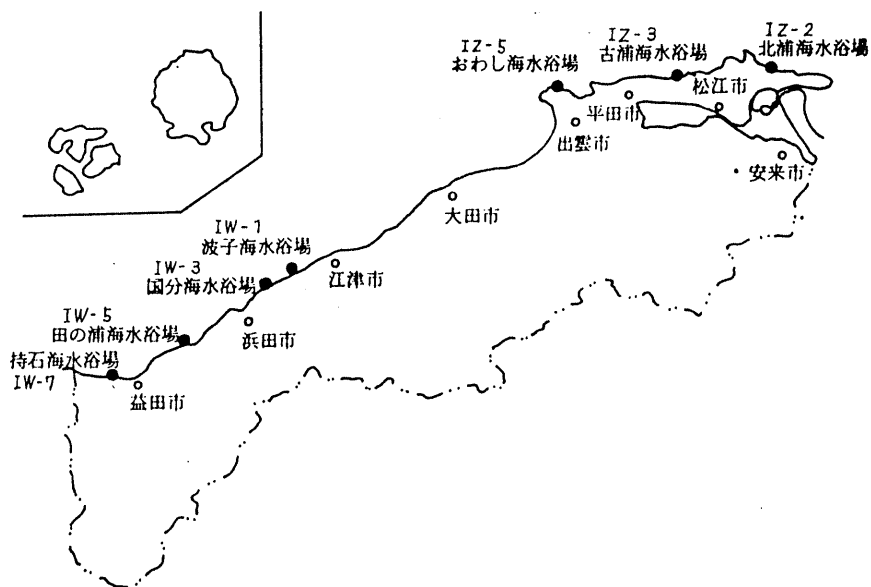 IZ-2
北浦海水浴場
IZ-3
古浦海水浴場
IZ-5
おわし海水浴場
松江市
平田市
出雲市
安来市
大田市
IW-1
波子海水浴場
江津市
IW-3
国分海水浴場
浜田市
IW-5
田の浦海水浴場
持石海水浴場
IW-7
益田市